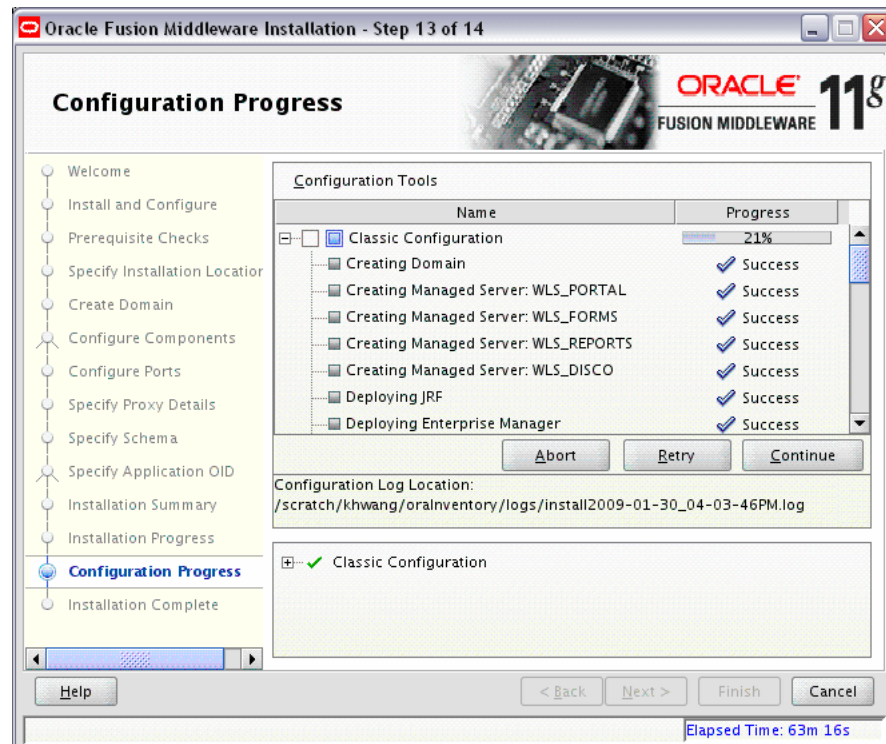 Oracle Fusion Middleware Installation - Step 13 of 14
Configuration Progress
ORACLE
FUSION MIDDLEWARE
11g
Welcome
Install and Configure
Prerequisite Checks
Specify Installation Location
Create Domain
Configure Components
Configure Ports
Specify Proxy Details
Specify Schema
Specify Application OID
Installation Summary
Installation Progress
Configuration Progress
Installation Complete
Configuration Tools
Name Progress
Classic Configuration 21%
Creating Domain Success
Creating Managed Server: WLS_PORTAL Success
Creating Managed Server: WLS_FORMS Success
Creating Managed Server: WLS_REPORTS Success
Creating Managed Server: WLS_DISCO Success
Deploying JRF Success
Deploying Enterprise Manager Success
Abort Retry Continue
Configuration Log Location:
/scratch/khwang/oraInventory/logs/install2009-01-30_04-03-46PM.log
Classic Configuration
Help < Back Next > Finish Cancel
Elapsed Time: 63m 16s